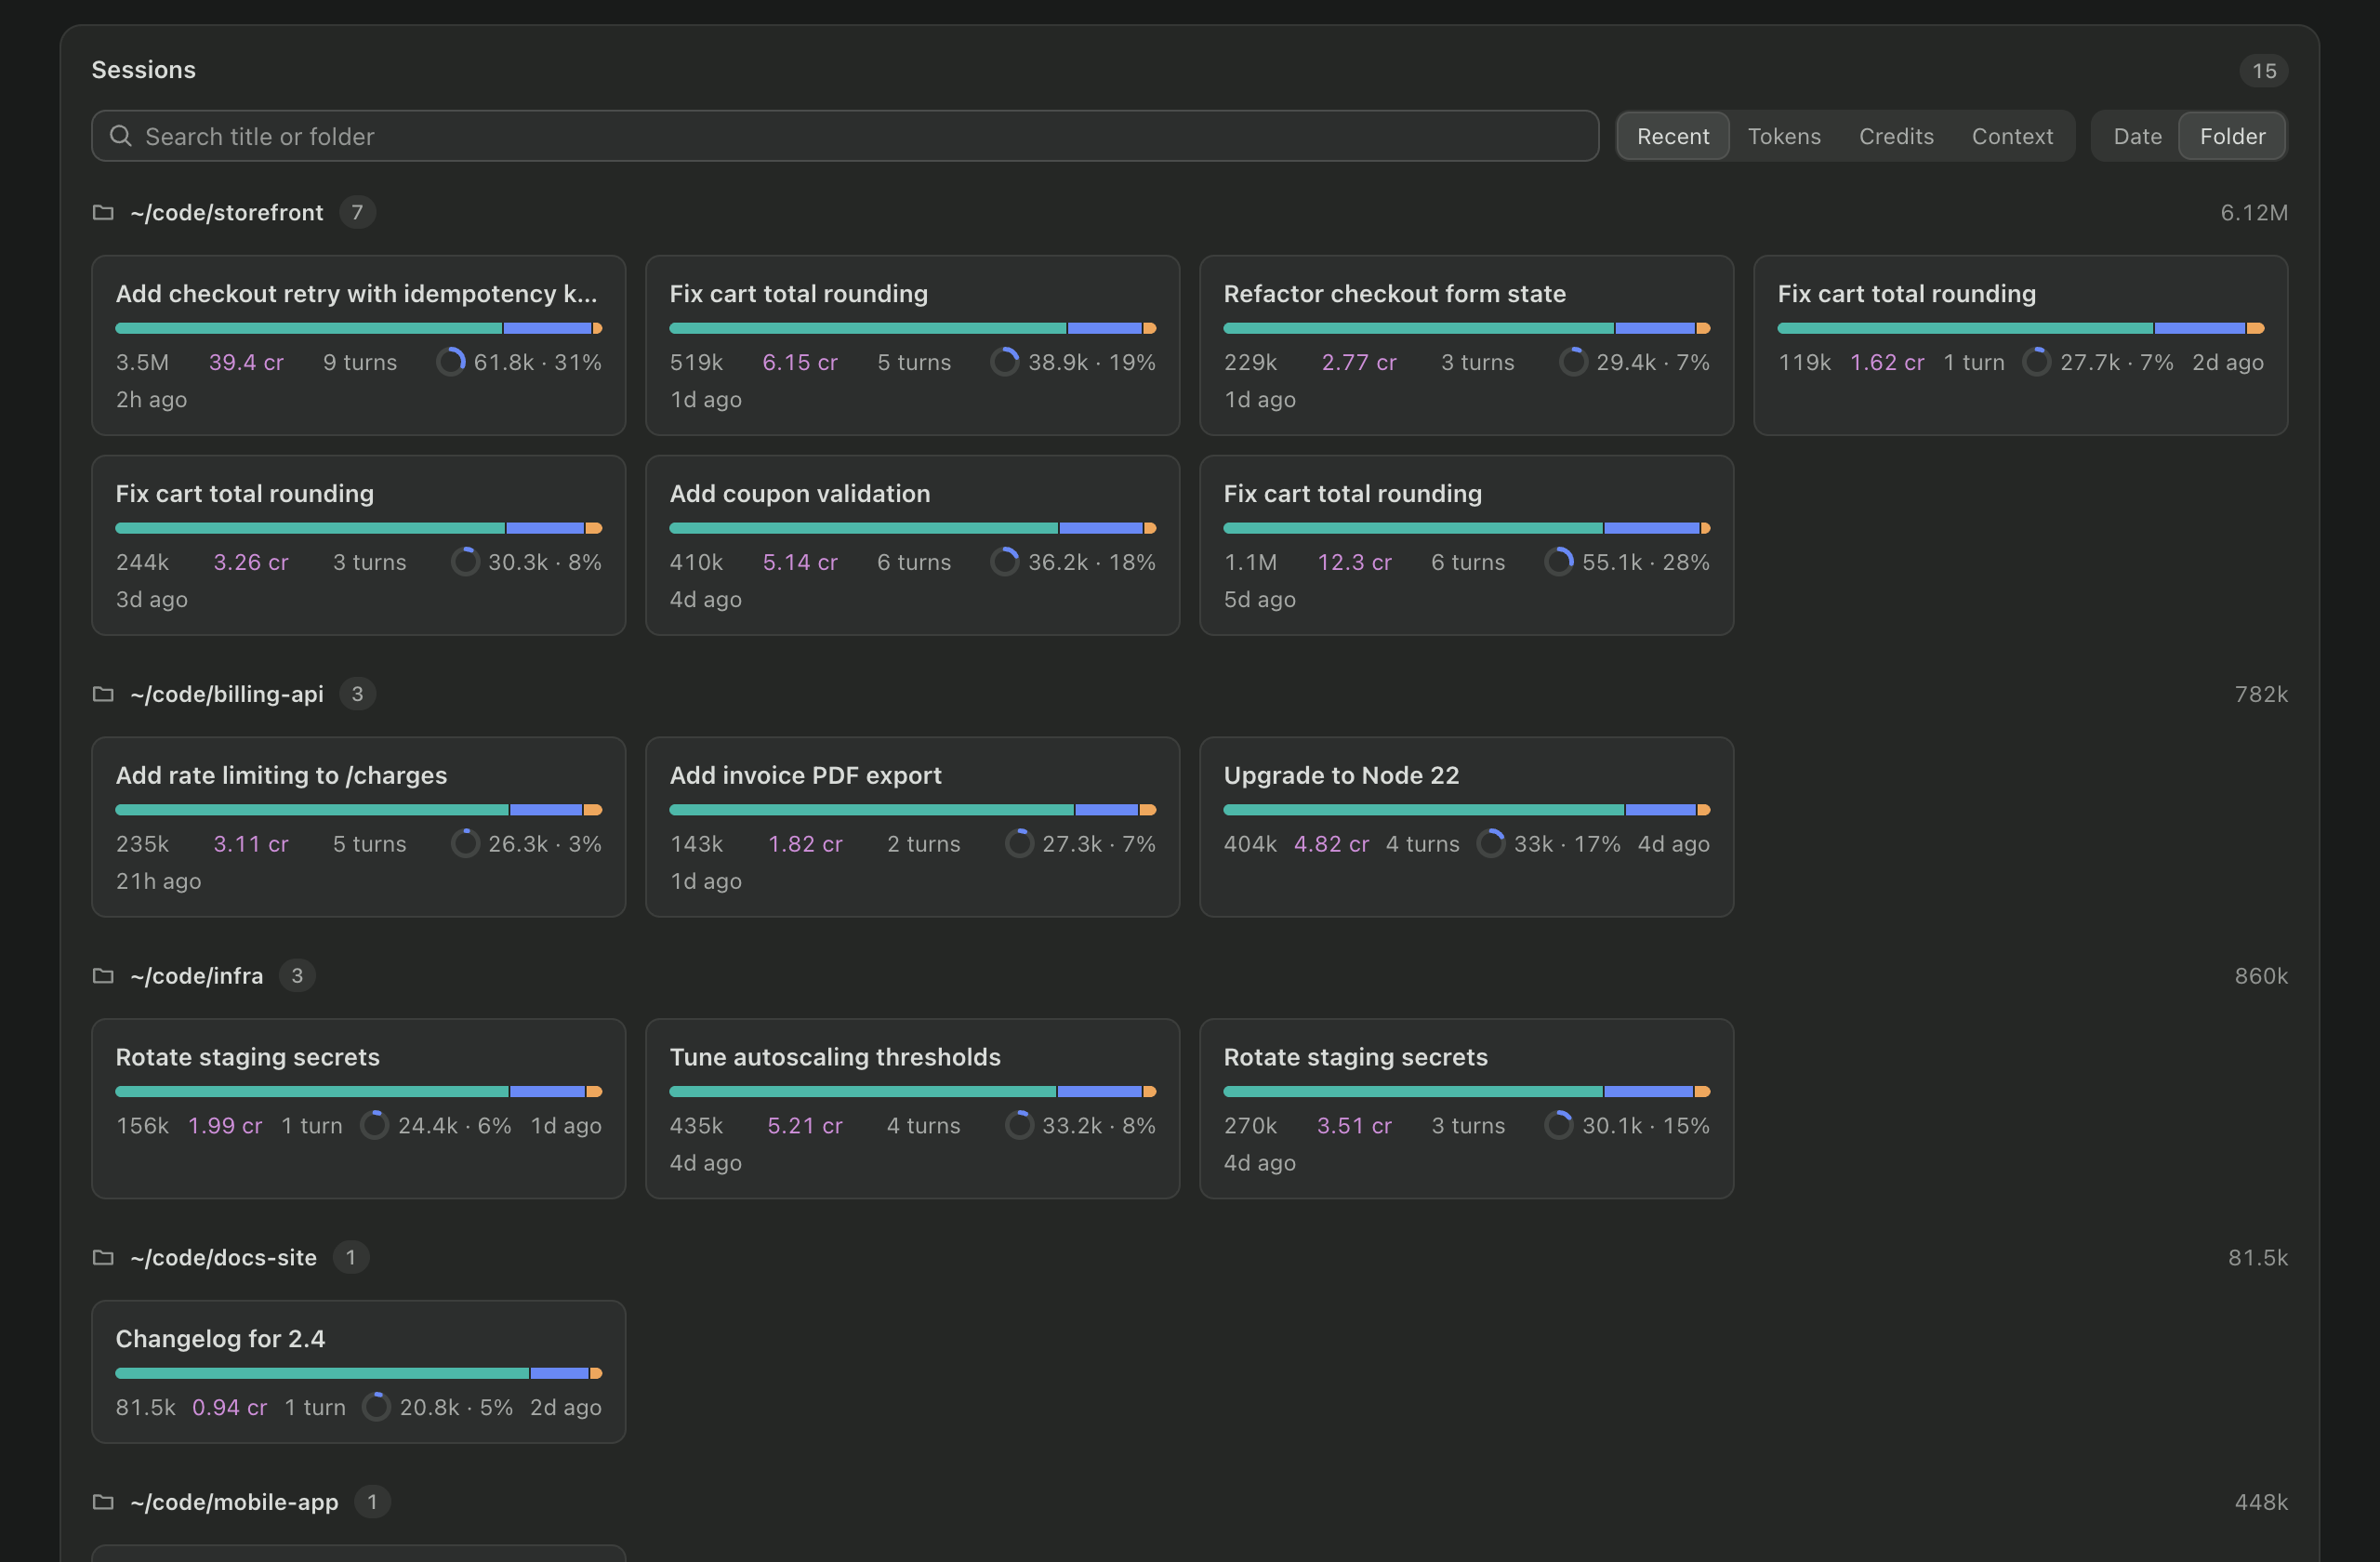 Sessions
15
Search title or folder
Recent Tokens Credits Context Date Folder
~/code/storefront 7 6.12M
Add checkout retry with idempotency k...
3.5M 39.4 cr 9 turns 61.8k · 31%
2h ago
Fix cart total rounding
519k 6.15 cr 5 turns 38.9k · 19%
1d ago
Refactor checkout form state
229k 2.77 cr 3 turns 29.4k · 7%
1d ago
Fix cart total rounding
119k 1.62 cr 1 turn 27.7k · 7% 2d ago
Fix cart total rounding
244k 3.26 cr 3 turns 30.3k · 8%
3d ago
Add coupon validation
410k 5.14 cr 6 turns 36.2k · 18%
4d ago
Fix cart total rounding
1.1M 12.3 cr 6 turns 55.1k · 28%
5d ago
~/code/billing-api 3 782k
Add rate limiting to /charges
235k 3.11 cr 5 turns 26.3k · 3%
21h ago
Add invoice PDF export
143k 1.82 cr 2 turns 27.3k · 7%
1d ago
Upgrade to Node 22
404k 4.82 cr 4 turns 33k · 17% 4d ago
~/code/infra 3 860k
Rotate staging secrets
156k 1.99 cr 1 turn 24.4k · 6% 1d ago
Tune autoscaling thresholds
435k 5.21 cr 4 turns 33.2k · 8%
4d ago
Rotate staging secrets
270k 3.51 cr 3 turns 30.1k · 15%
4d ago
~/code/docs-site 1 81.5k
Changelog for 2.4
81.5k 0.94 cr 1 turn 20.8k · 5% 2d ago
~/code/mobile-app 1 448k